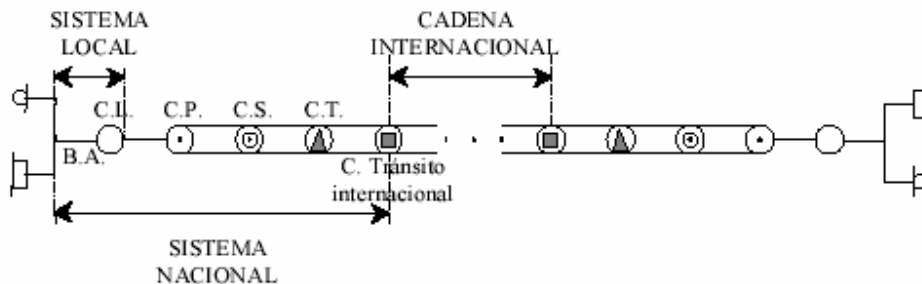 SISTEMA
LOCAL
CADENA
INTERNACIONAL
C.L.
C.P.
C.S.
C.T.
B.A.
C. Tránsito
internacional
SISTEMA
NACIONAL